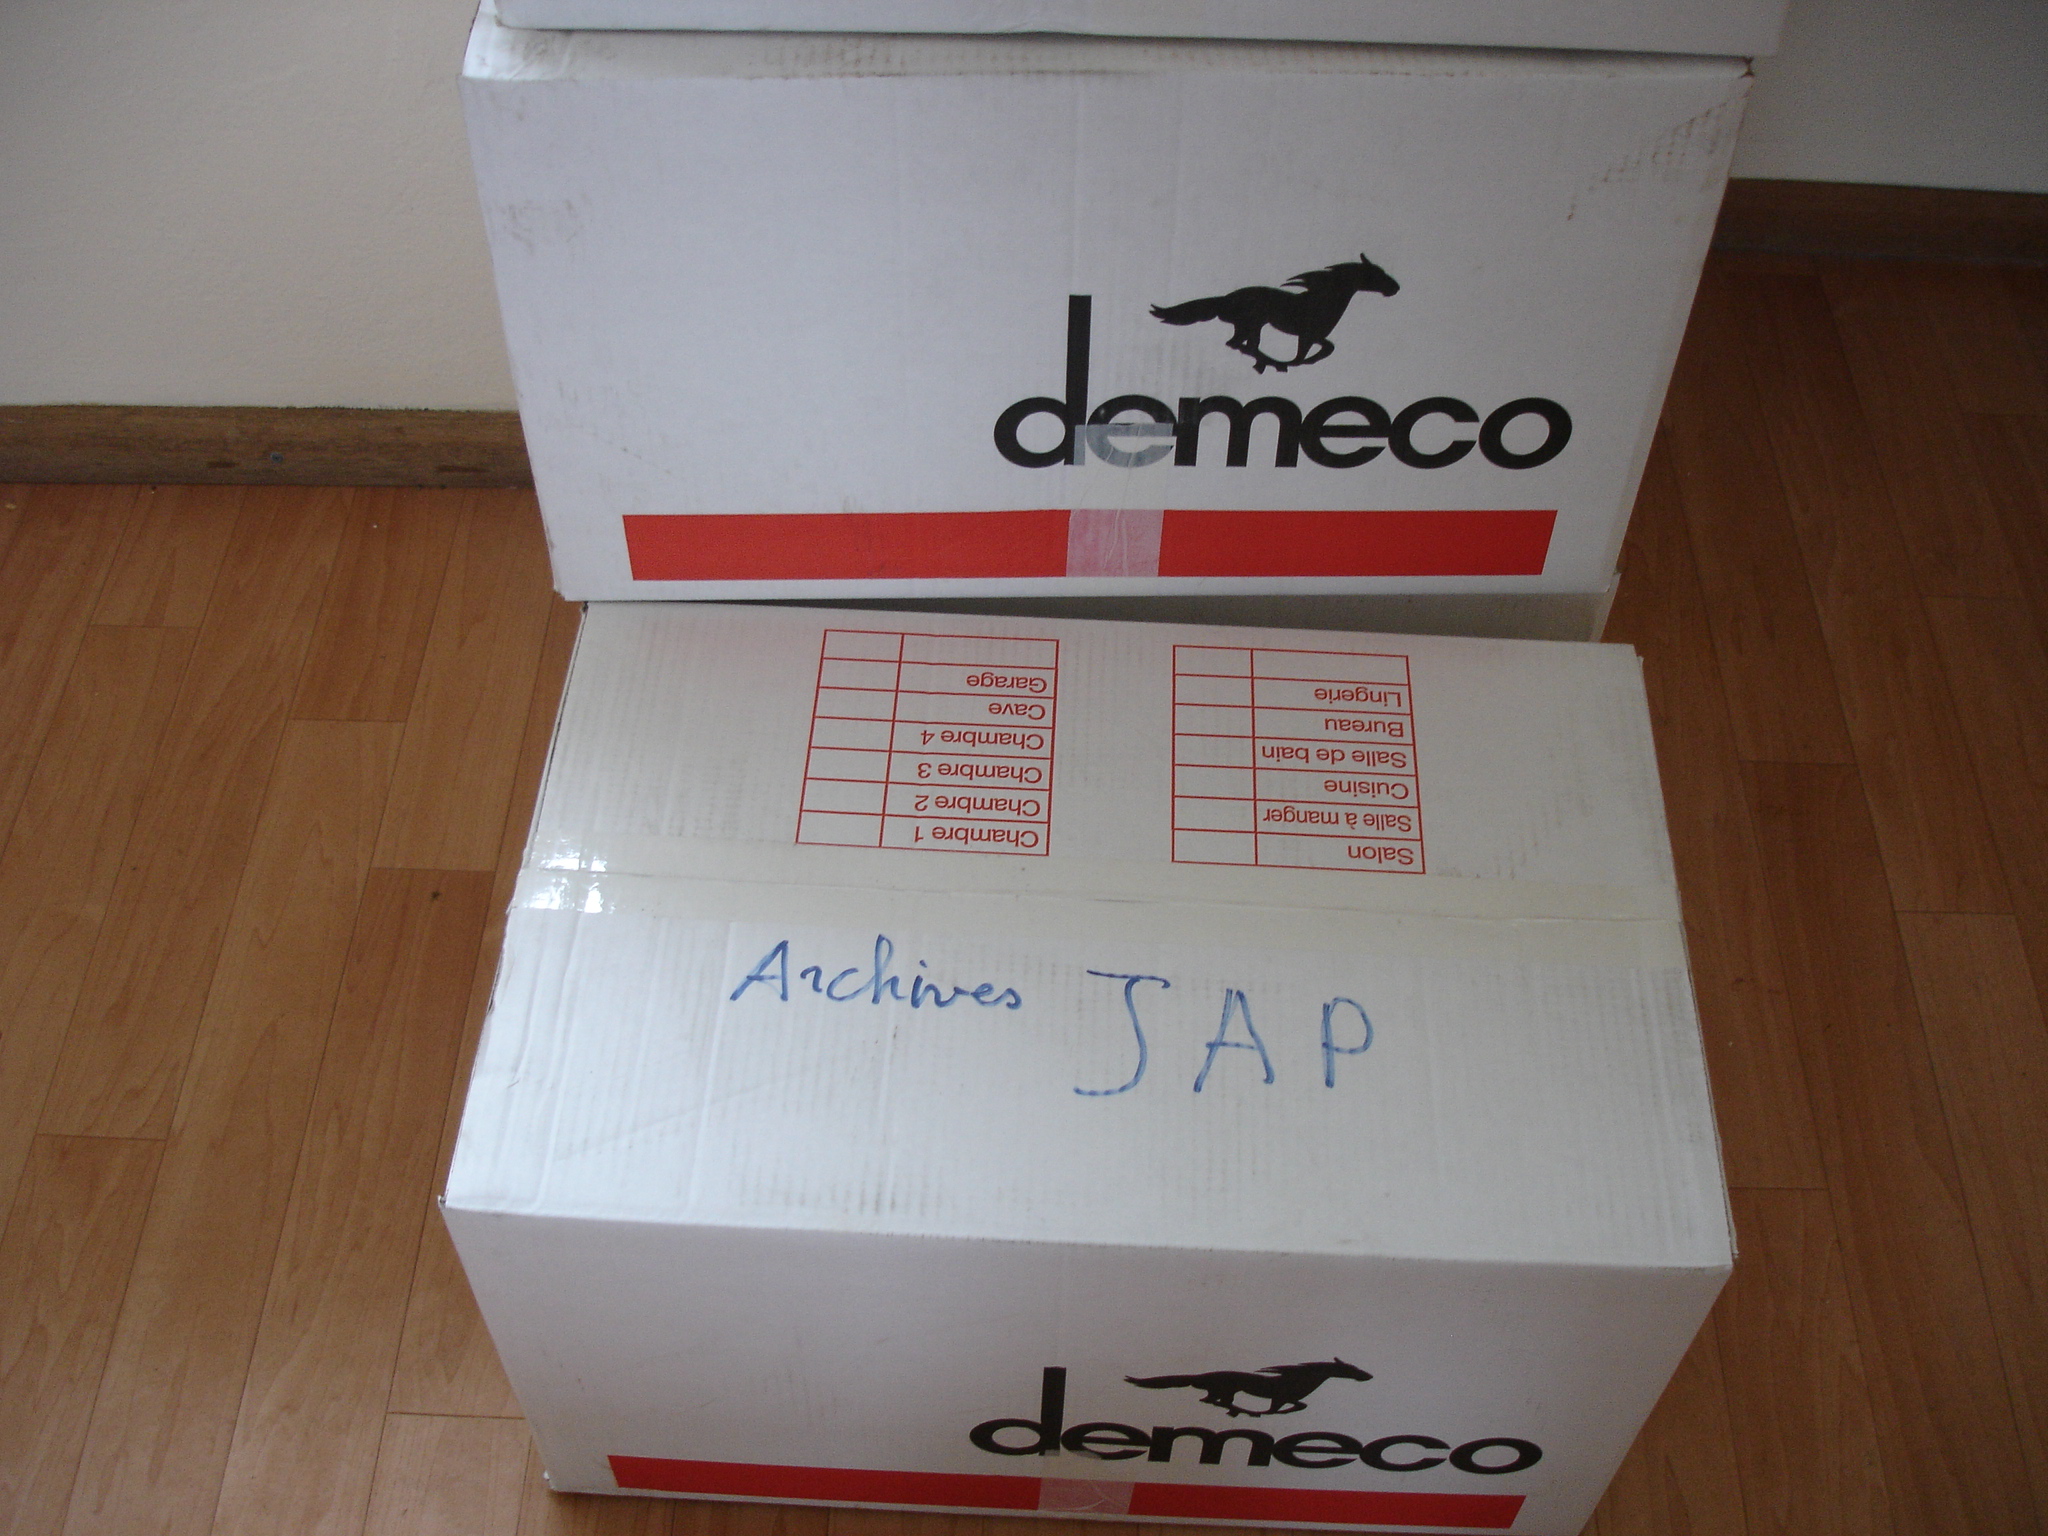 demeco
Garage
Cave
Chambre 4
Chambre 3
Chambre 2
Chambre 1
Lingerie
Bureau
Salle de bain
Cuisine
Salle à manger
Salon
Archives JAP
demeco